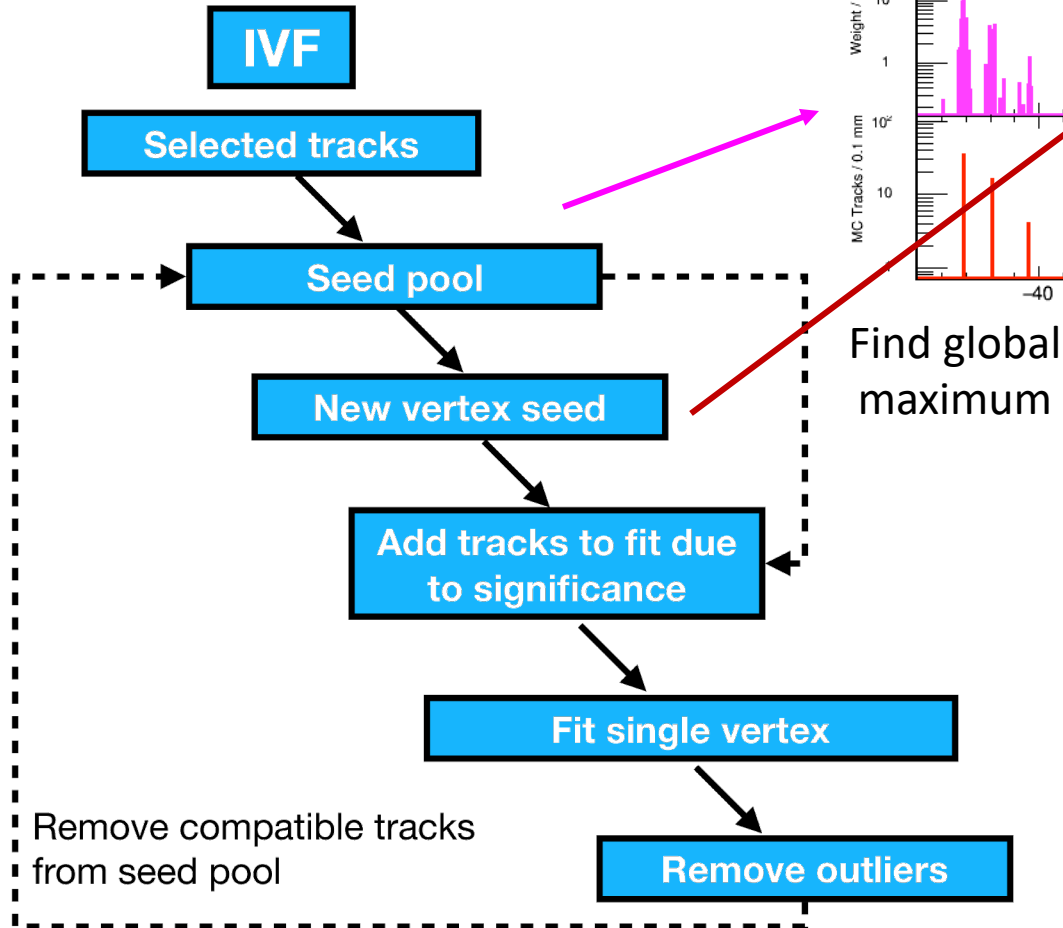 IVF
Selected tracks
Seed pool
New vertex seed
Add tracks to fit due
to significance
Fit single vertex
Remove outliers
Remove compatible tracks
from seed pool
Weight /
10
1
MC Tracks / 0.1 mm
10²
10
−40
Find global
maximum